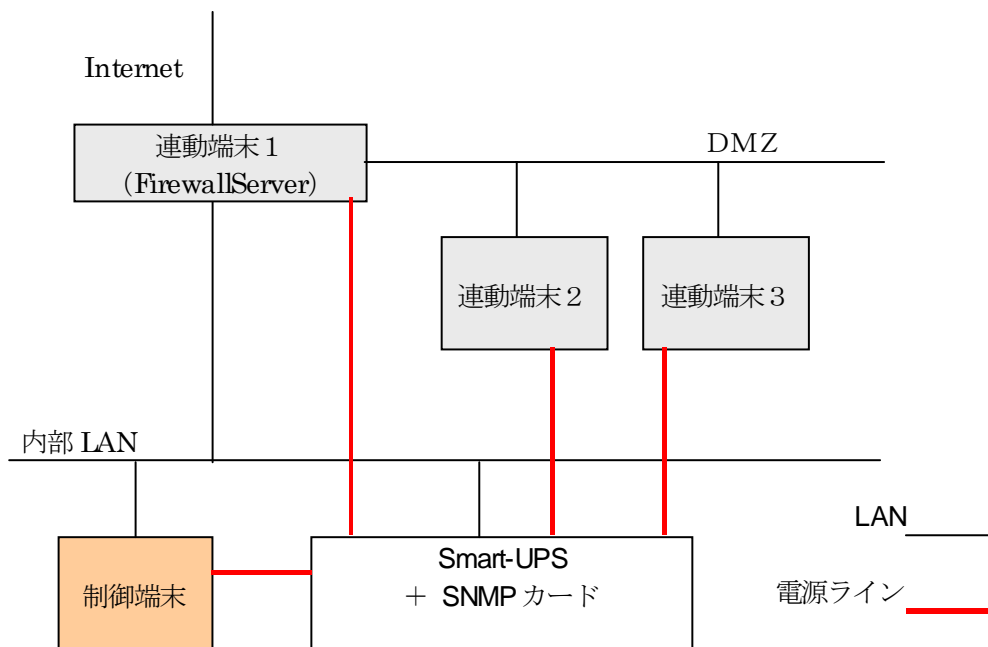 Internet
連動端末１
（FirewallServer）
DMZ
連動端末２
連動端末３
内部 LAN
LAN
Smart-UPS
＋ SNMP カード
制御端末
電源ライン